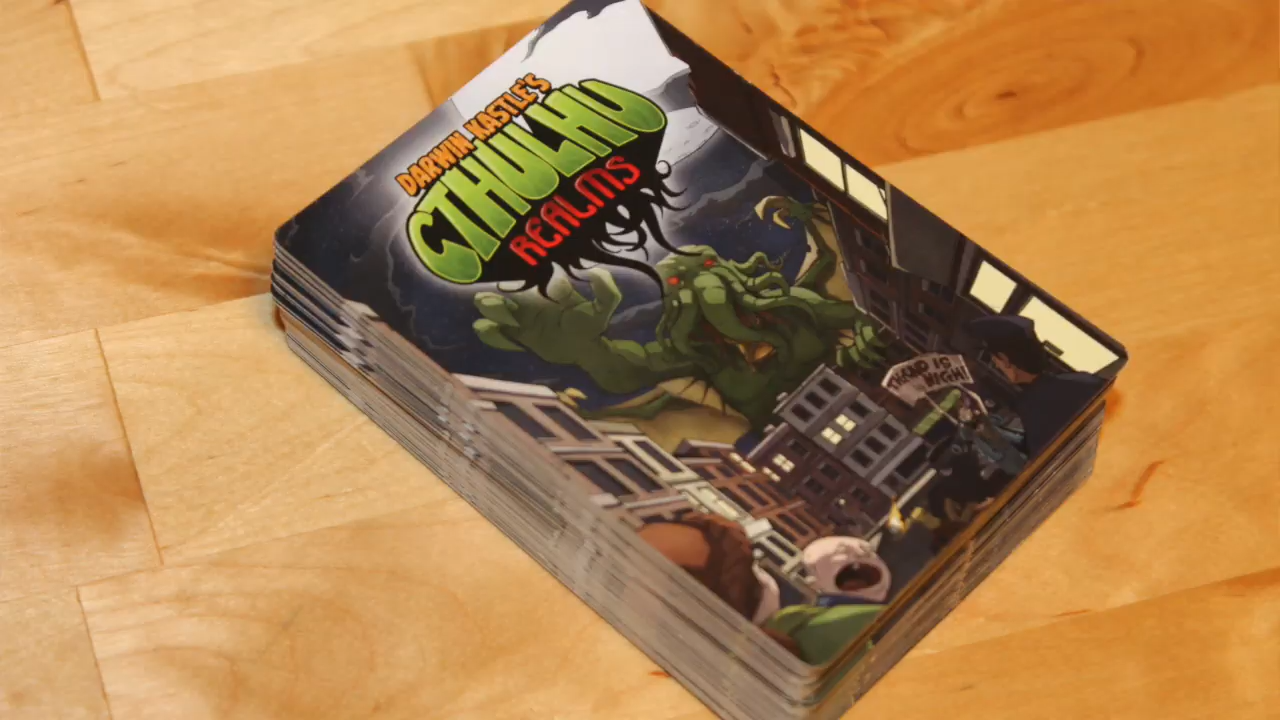 DARWIN KASTLE'S
CTHULHU
REALMS
THE END IS
NIGH!